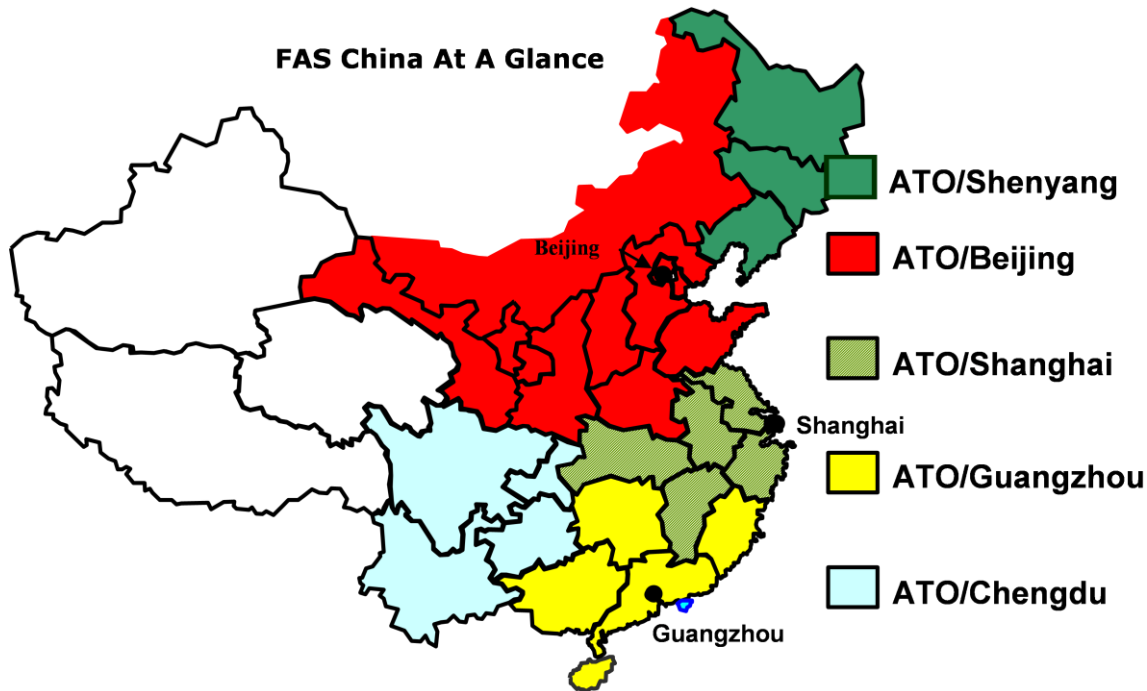 FAS China At A Glance
ATO/Shenyang
Beijing
ATO/Beijing
ATO/Shanghai
Shanghai
ATO/Guangzhou
ATO/Chengdu
Guangzhou